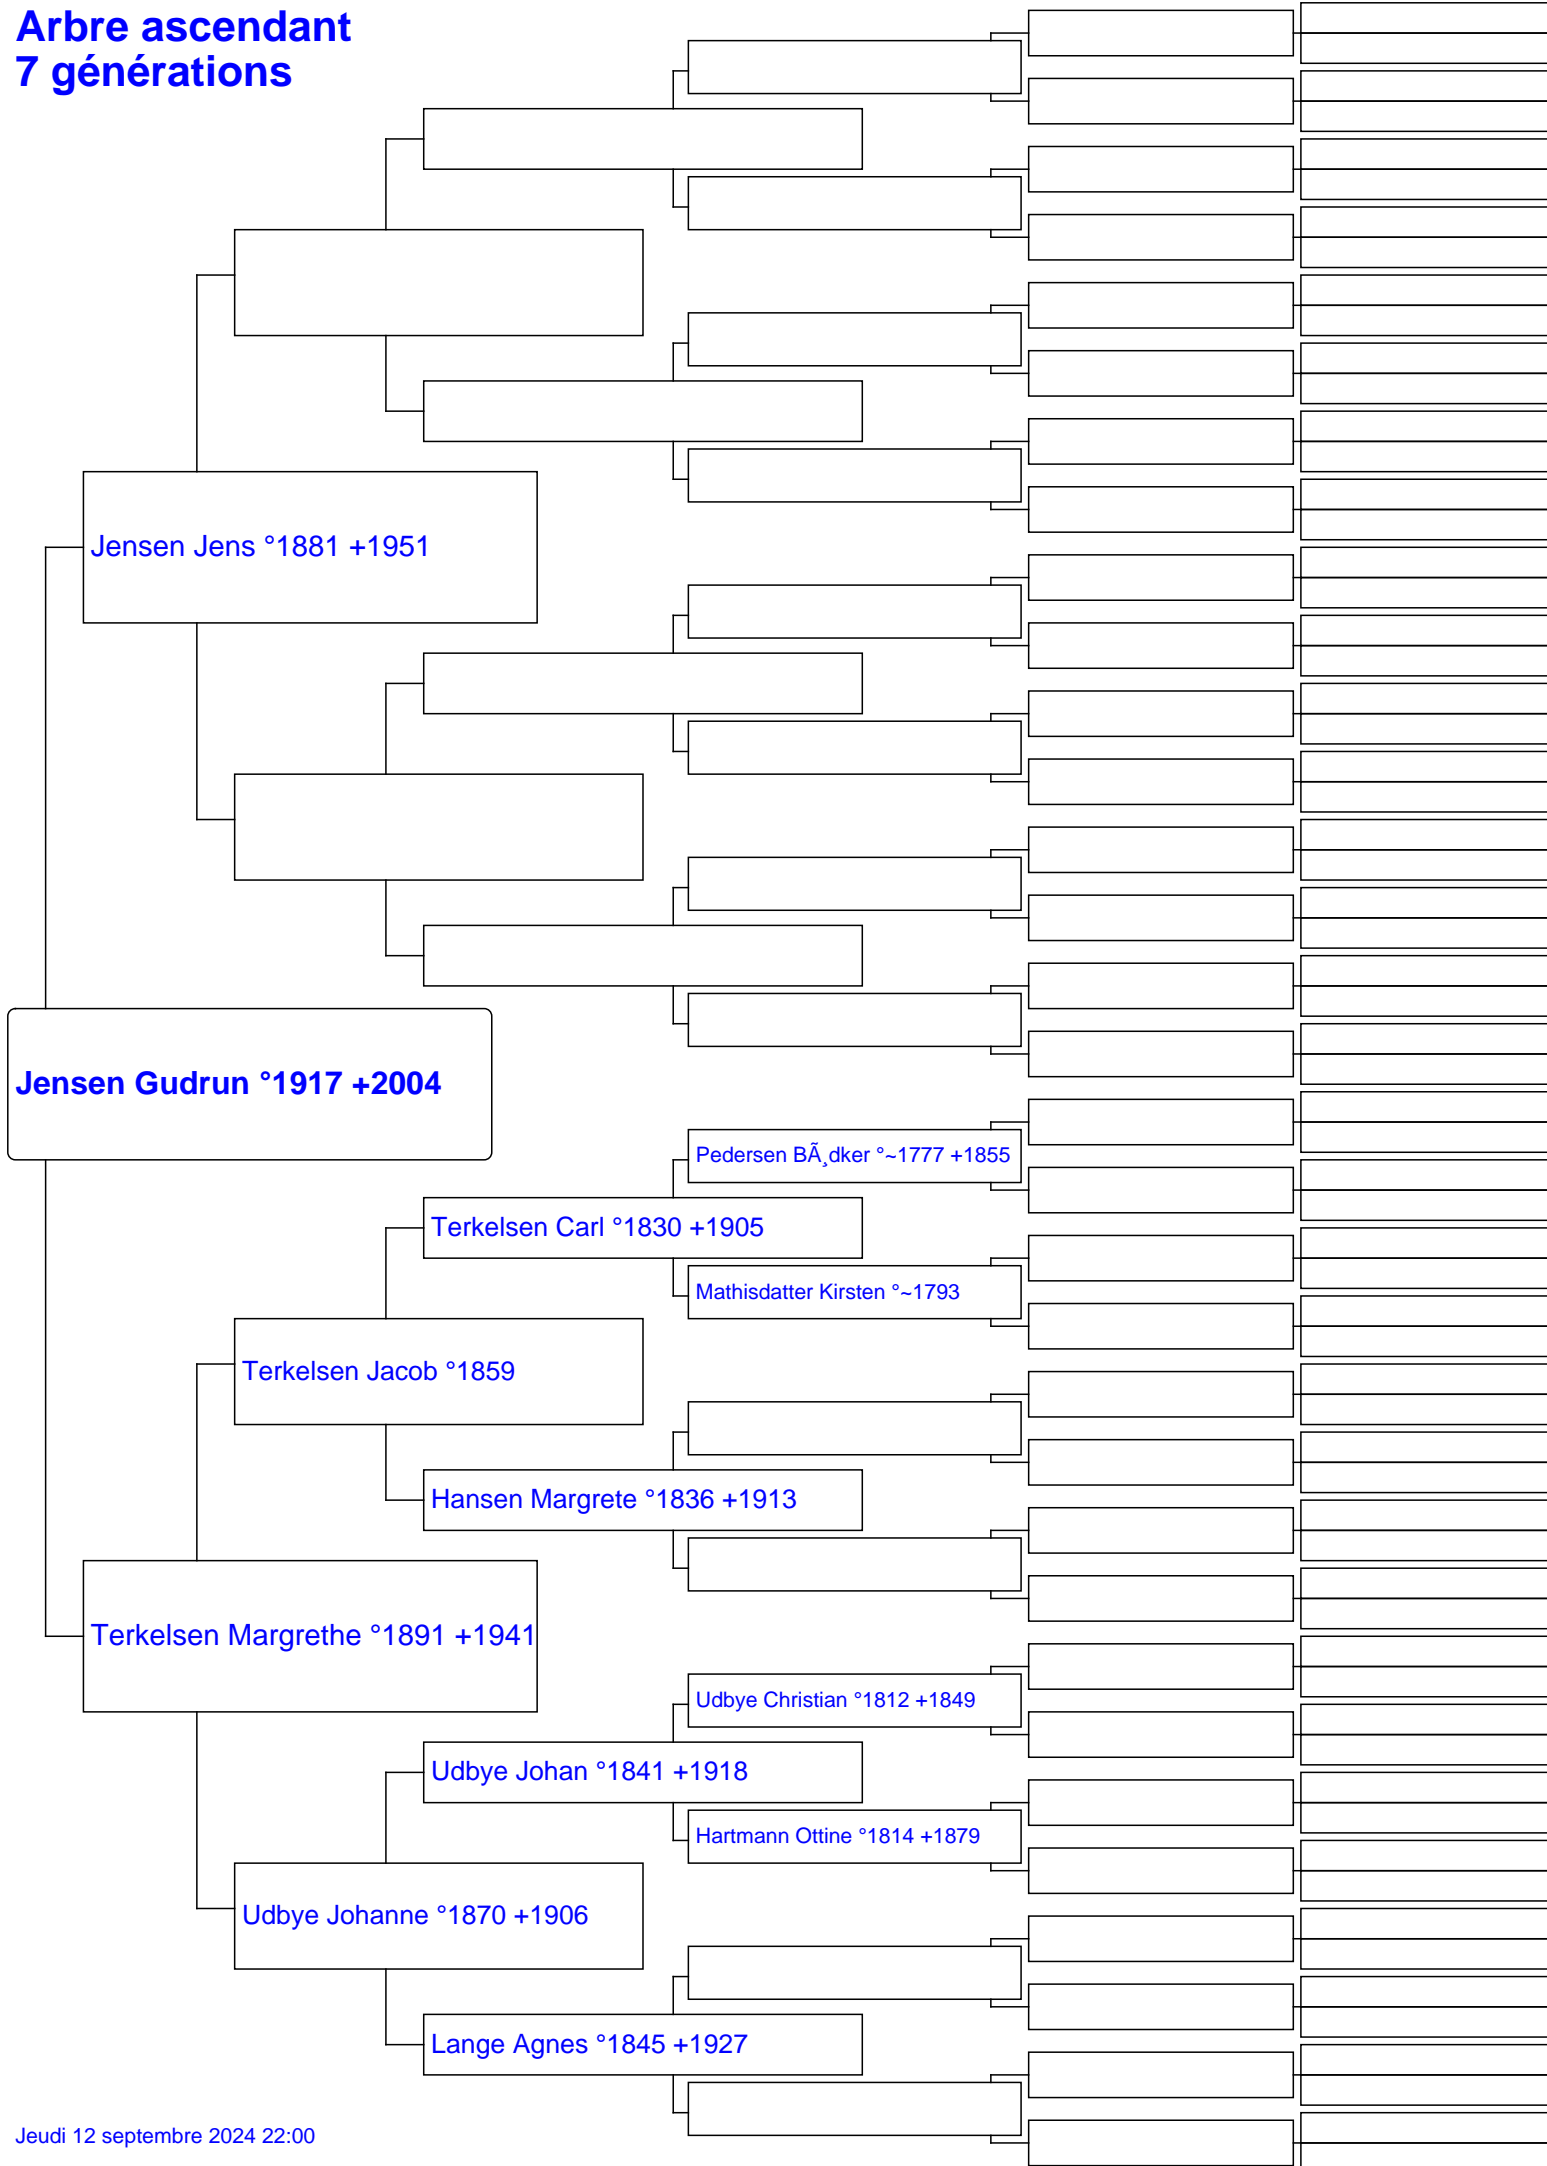 Arbre ascendant
7 générations
Jensen Jens °1881 +1951
Jensen Gudrun °1917 +2004
Pedersen BÃ¸dker °~1777 +1855
Terkelsen Carl °1830 +1905
Mathisdatter Kirsten °~1793
Terkelsen Jacob °1859
Hansen Margrete °1836 +1913
Terkelsen Margrethe °1891 +1941
Udbye Christian °1812 +1849
Udbye Johan °1841 +1918
Hartmann Ottine °1814 +1879
Udbye Johanne °1870 +1906
Lange Agnes °1845 +1927
Jeudi 12 septembre 2024 22:00